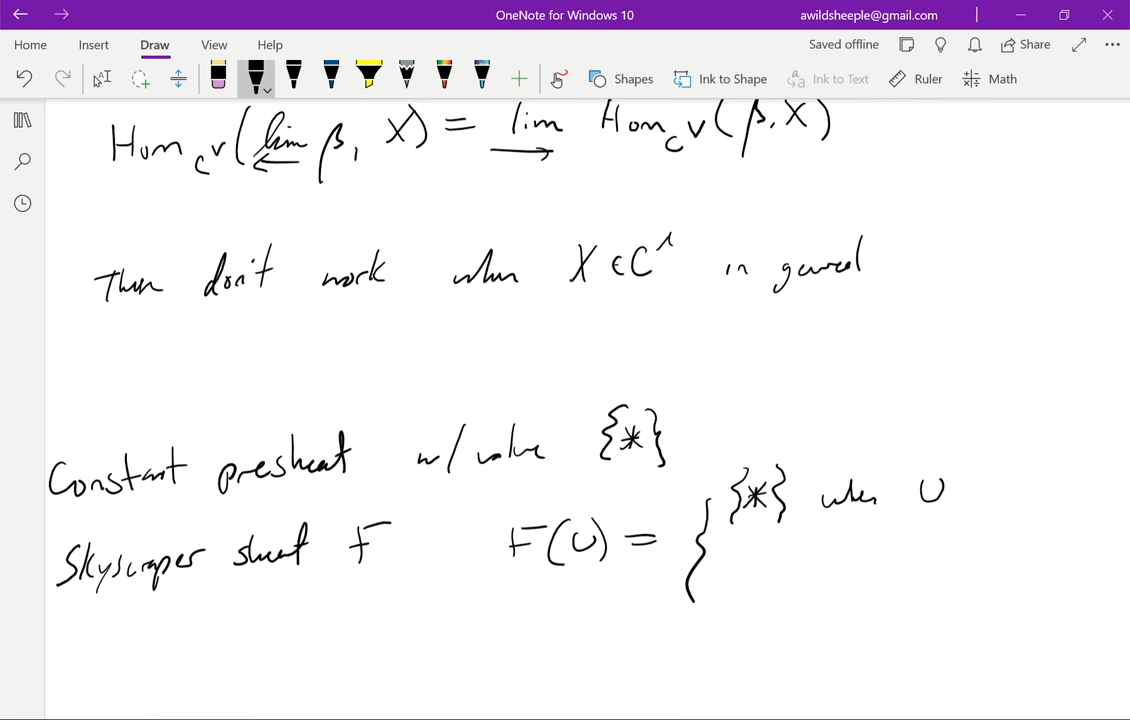 OneNote for Windows 10
awildsheeple@gmail.com
Home Insert Draw View Help
Saved offline Share
Shapes Ink to Shape Ink to Text Ruler Math
Hom_C^V(lim← β, X) = lim→ Hom_C^V(β, X)
Then don't work when X ∈ C^∧ in general
Constant presheaf w/ value {*}
Skyscraper sheaf F F(U) = { {*} when U